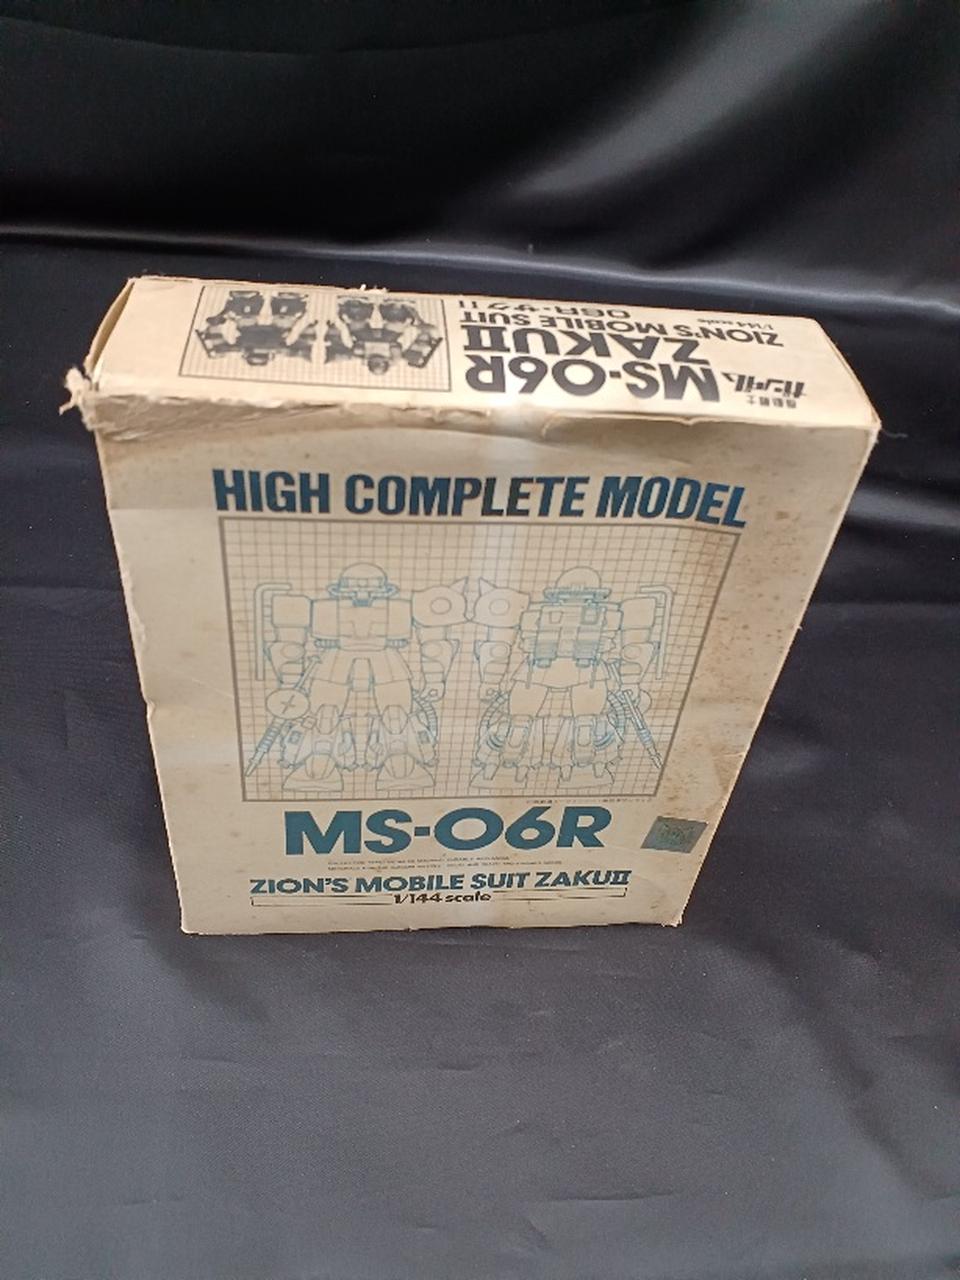 機動戦士
ガンダム
MS-06R
ZAKUII
ZION'S MOBILE SUIT
06R・ザクII
1/144 scale
HIGH COMPLETE MODEL
MS-06R
ZION'S MOBILE SUIT ZAKUII
1/144 scale